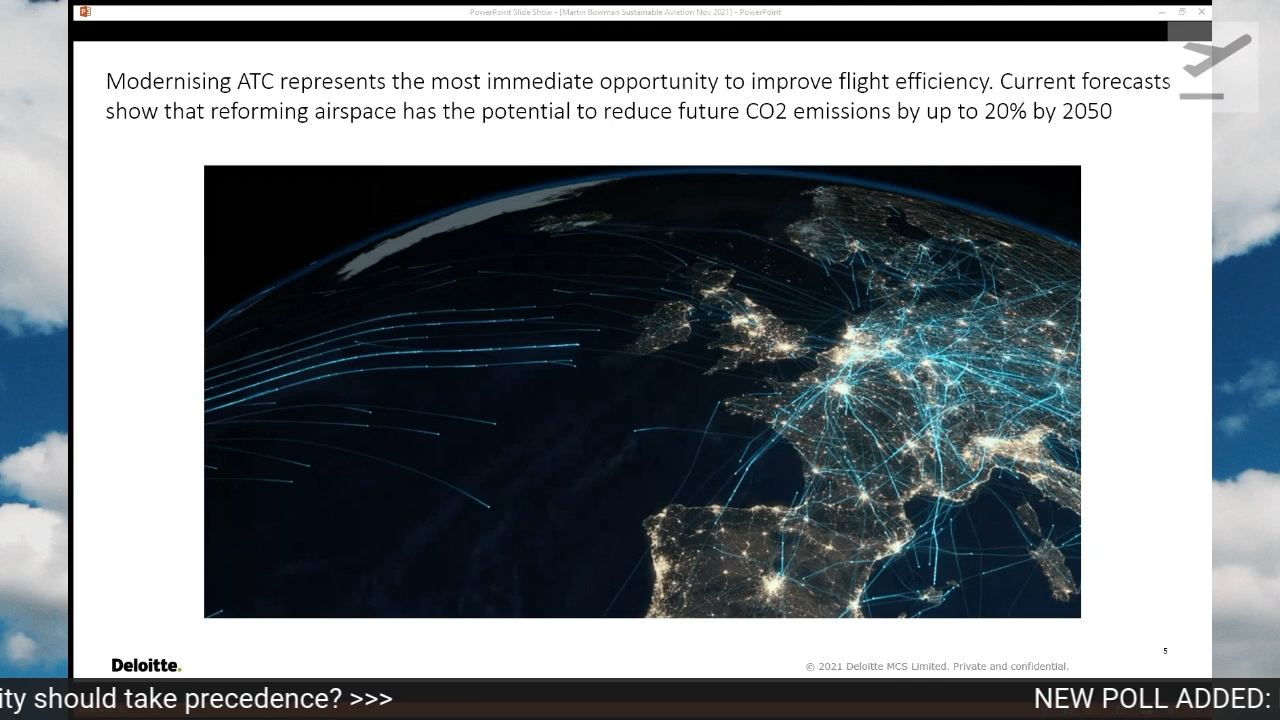 PowerPoint Slide Show - [Martin Bowman Sustainable Aviation Nov 2021] - PowerPoint
Modernising ATC represents the most immediate opportunity to improve flight efficiency. Current forecasts
show that reforming airspace has the potential to reduce future CO2 emissions by up to 20% by 2050
5
Deloitte.
© 2021 Deloitte MCS Limited. Private and confidential.
ity should take precedence? >>>
NEW POLL ADDED: